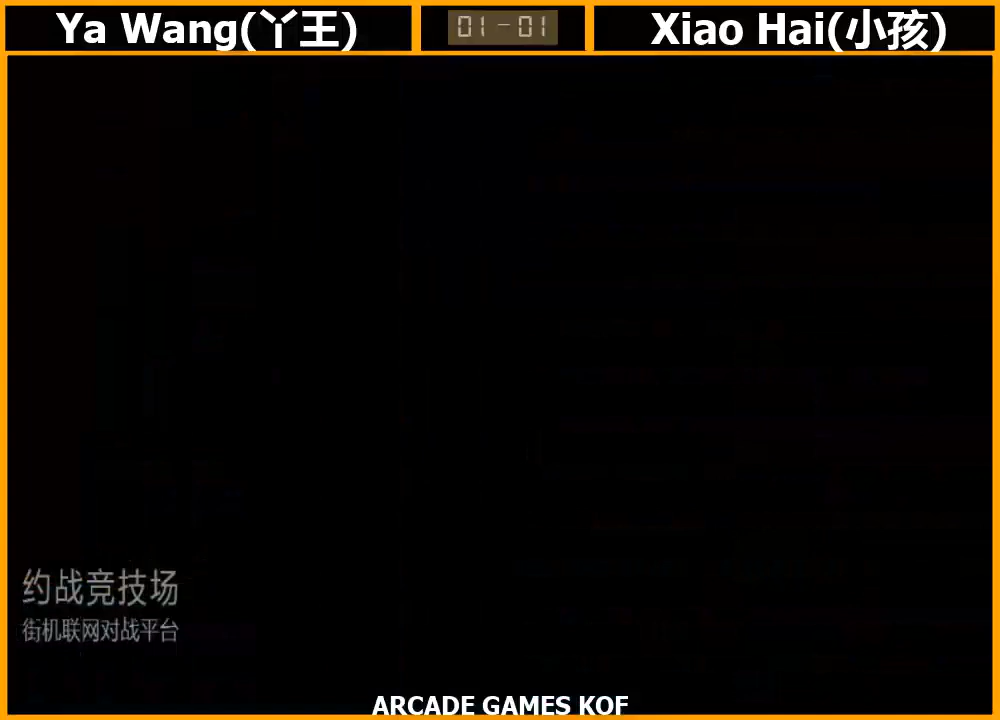 Ya Wang(丫王)
01-01
Xiao Hai(小孩)
约战竞技场
街机联网对战平台
ARCADE GAMES KOF